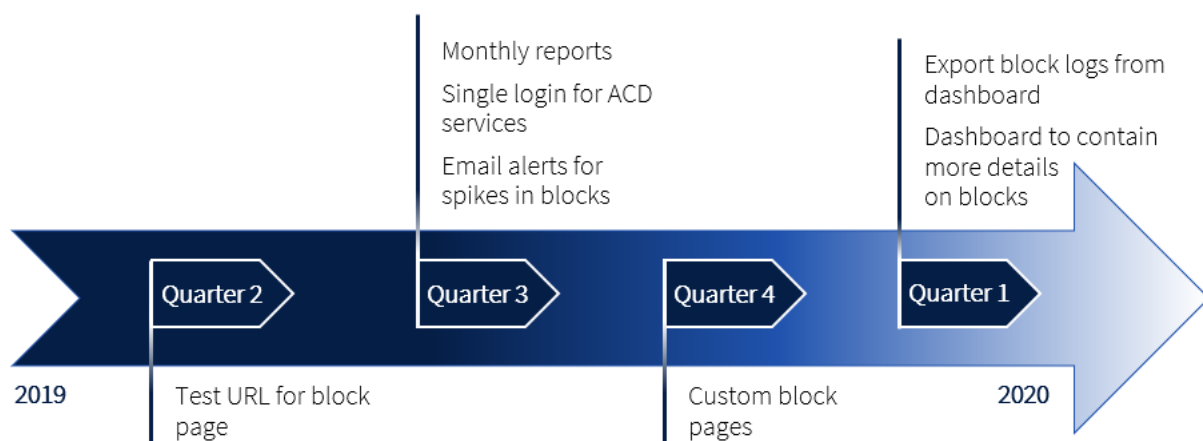 Monthly reports
Single login for ACD
services
Email alerts for
spikes in blocks
Export block logs from
dashboard
Dashboard to contain
more details
on blocks
Quarter 2
Quarter 3
Quarter 4
Quarter 1
2019
Test URL for block
page
Custom block
pages
2020